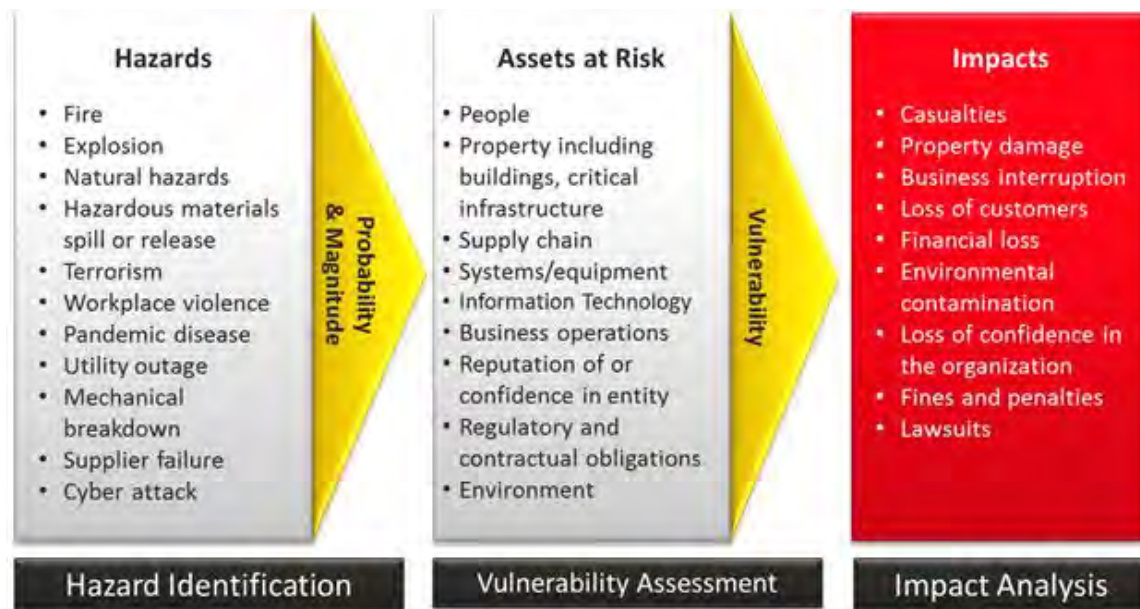 Hazards
• Fire
• Explosion
• Natural hazards
• Hazardous materials
spill or release
• Terrorism
• Workplace violence
• Pandemic disease
• Utility outage
• Mechanical
breakdown
• Supplier failure
• Cyber attack
Probability
& Magnitude
Assets at Risk
• People
• Property including
buildings, critical
infrastructure
• Supply chain
• Systems/equipment
• Information Technology
• Business operations
• Reputation of or
confidence in entity
• Regulatory and
contractual obligations
• Environment
Vulnerability
Impacts
• Casualties
• Property damage
• Business interruption
• Loss of customers
• Financial loss
• Environmental
contamination
• Loss of confidence in
the organization
• Fines and penalties
• Lawsuits
Hazard Identification
Vulnerability Assessment
Impact Analysis